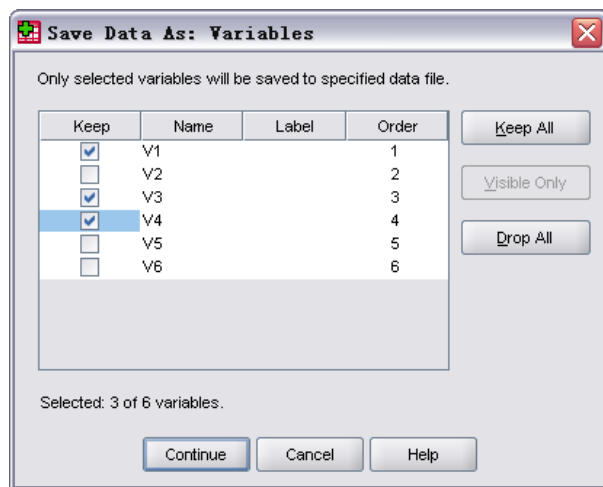 Save Data As: Variables
Only selected variables will be saved to specified data file.
Keep Name Label Order
V1 1
V2 2
V3 3
V4 4
V5 5
V6 6
Keep All
Visible Only
Drop All
Selected: 3 of 6 variables.
Continue Cancel Help